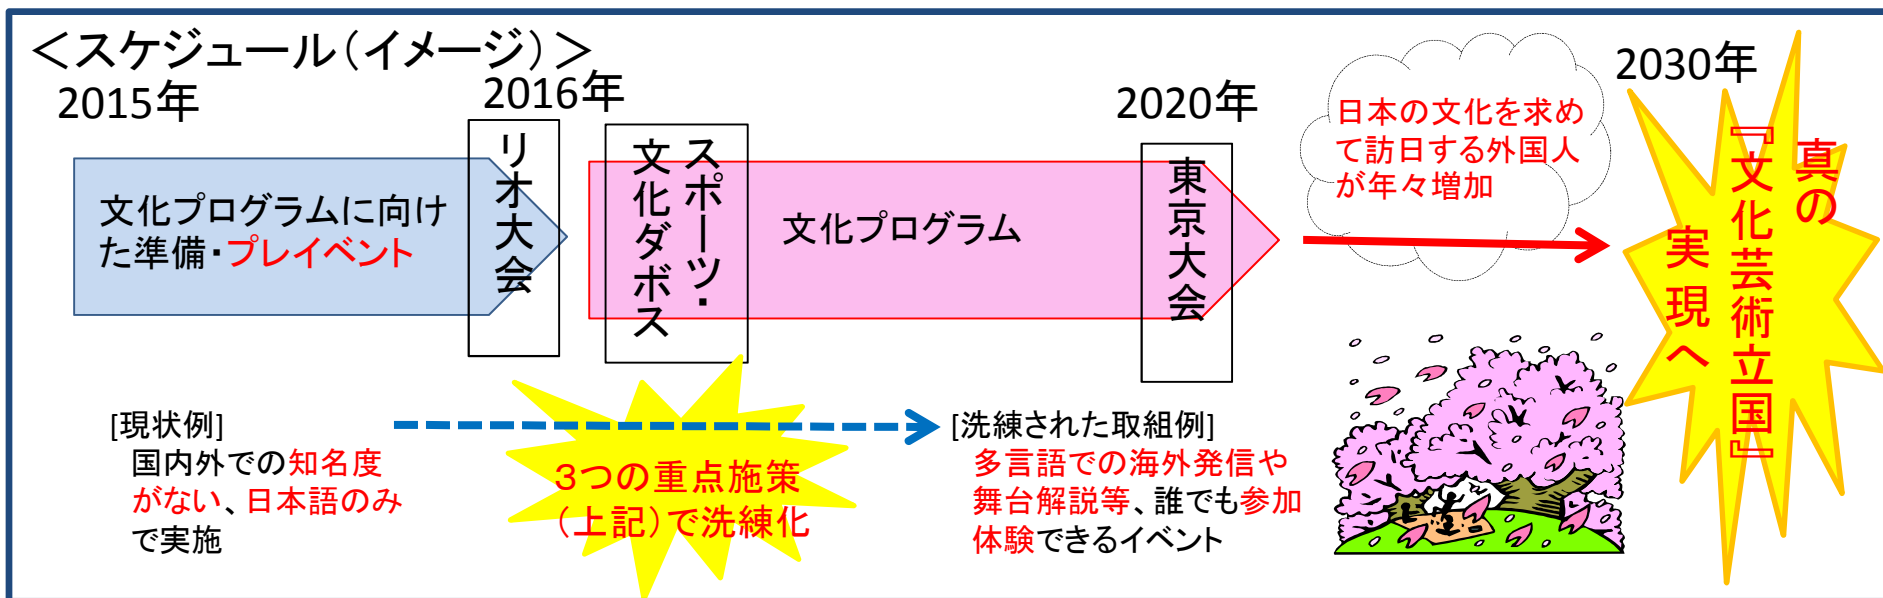 ＜スケジュール（イメージ）＞
2015年
2016年
2020年
2030年
文化プログラムに向け
た準備・プレイベント
リオ大会
スポーツ・
文化ダボス
文化プログラム
東京大会
日本の文化を求め
て訪日する外国人
が年々増加
真の
『文化芸術立国』
実現へ
[現状例]
国内外での知名度
がない、日本語のみ
で実施
３つの重点施策
（上記）で洗練化
[洗練された取組例]
多言語での海外発信や
舞台解説等、誰でも参加
体験できるイベント